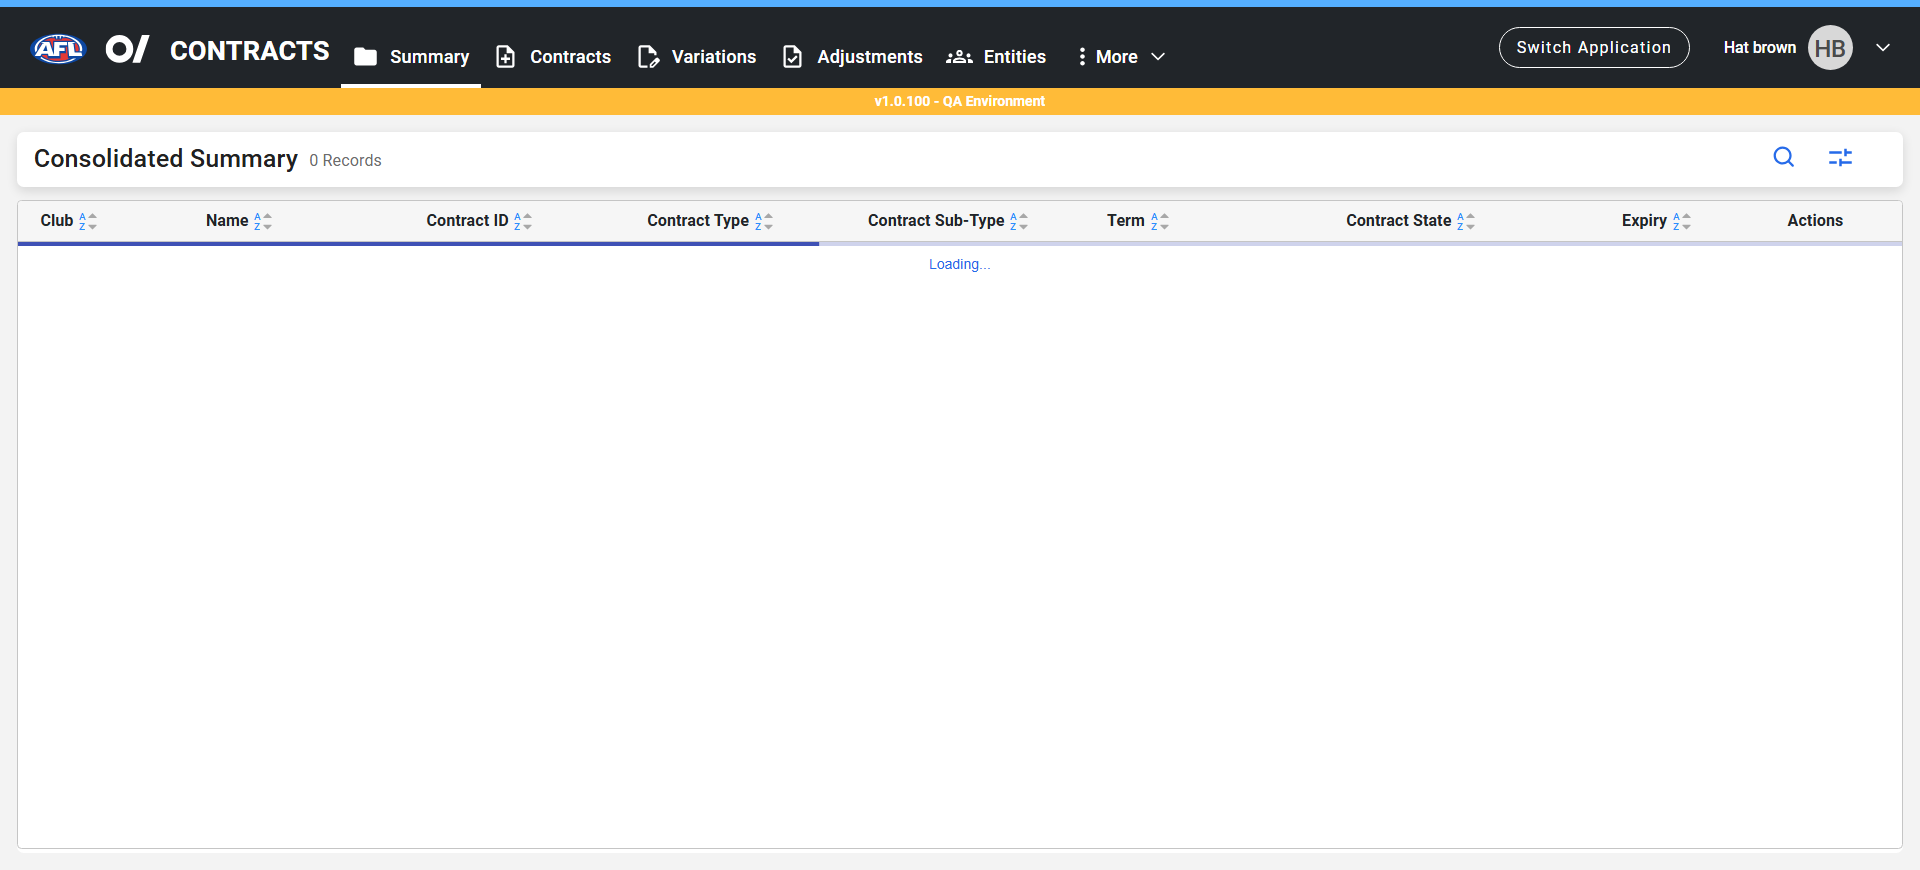 AFL O/ CONTRACTS Summary Contracts Variations Adjustments Entities More Switch Application Hat brown HB
v1.0.100 - QA Environment
Consolidated Summary 0 Records
Club Name Contract ID Contract Type Contract Sub-Type Term Contract State Expiry Actions
Loading...